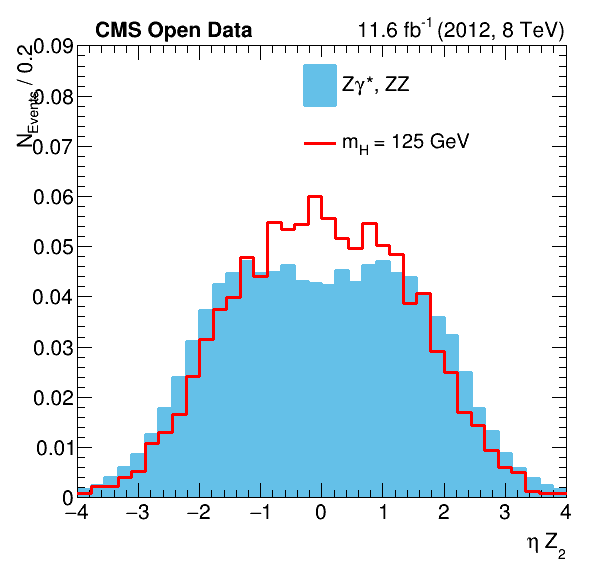 CMS Open Data 11.6 fb-1 (2012, 8 TeV)
NEvents / 0.2
0.09
0.08
0.07
0.06
0.05
0.04
0.03
0.02
0.01
0
Zγ*, ZZ
mH = 125 GeV
−4 −3 −2 −1 0 1 2 3 4
η Z2